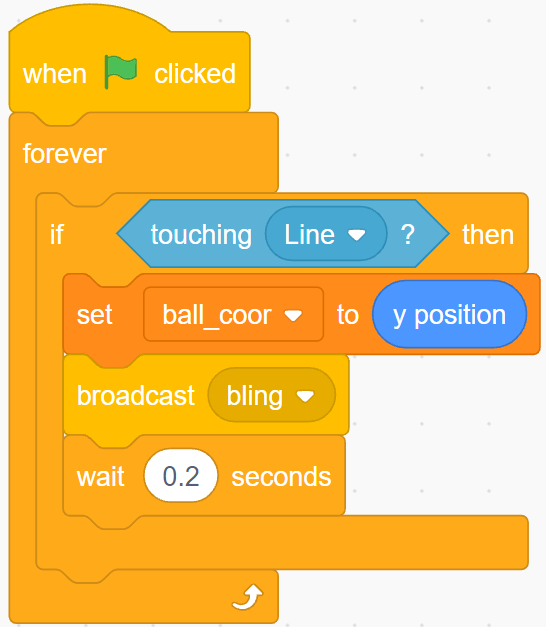 when clicked
forever
if touching Line ? then
set ball_coor to y position
broadcast bling
wait 0.2 seconds